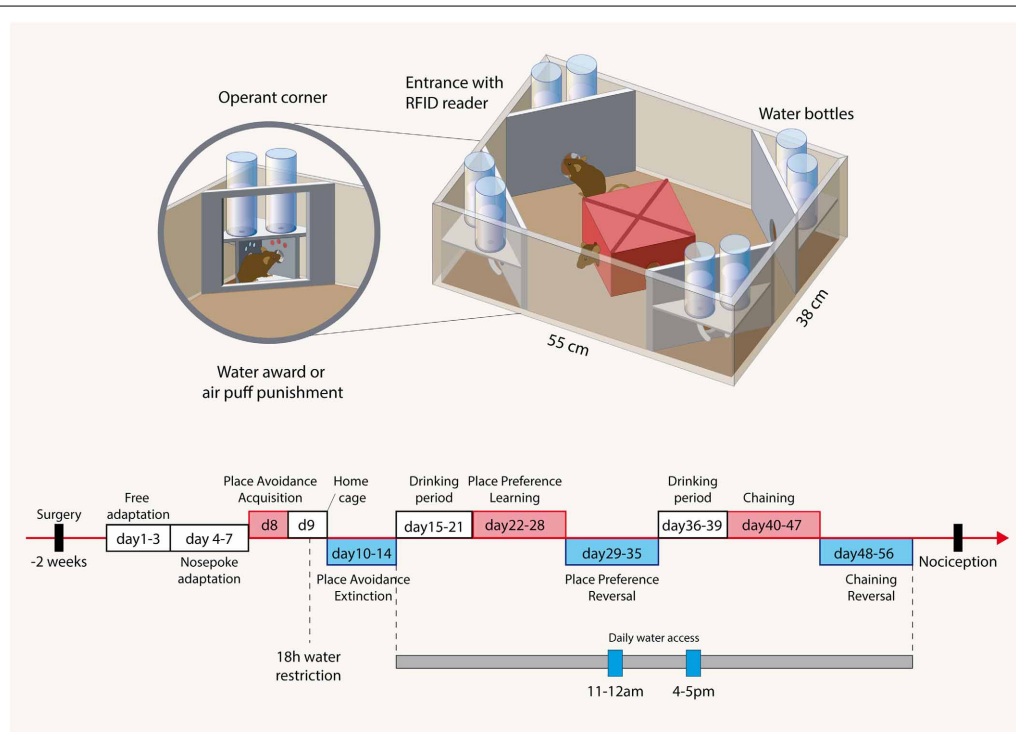 Operant corner
Entrance with
RFID reader
Water bottles
55 cm
38 cm
Water award or
air puff punishment
Surgery
-2 weeks
Free
adaptation
day1-3
day 4-7
Nosepoke
adaptation
Place Avoidance
Acquisition
d8
d9
Home
cage
day10-14
Place Avoidance
Extinction
18h water
restriction
Drinking
period
day15-21
Place Preference
Learning
day22-28
day29-35
Place Preference
Reversal
Drinking
period
day36-39
Chaining
day40-47
day48-56
Chaining
Reversal
Nociception
Daily water access
11-12am
4-5pm